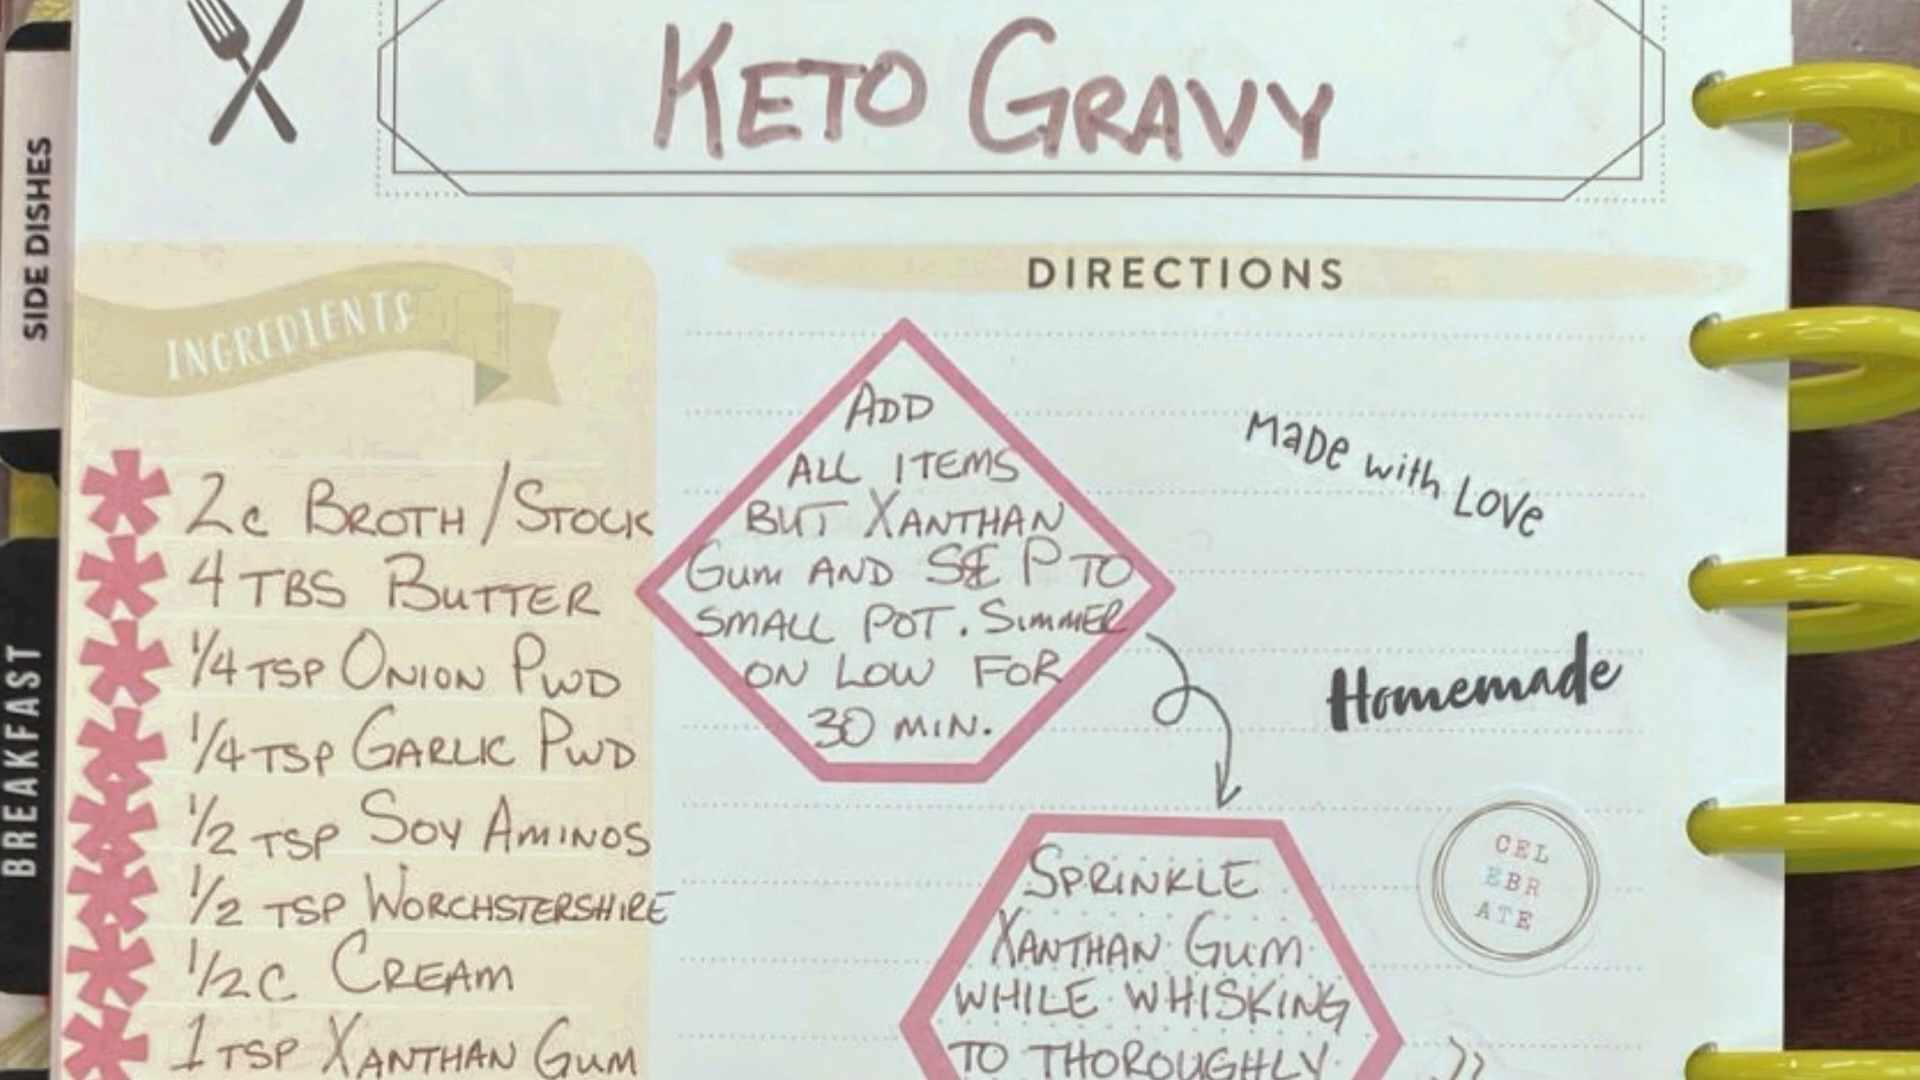 KETO GRAVY
SIDE DISHES
BREAKFAST
INGREDIENTS
2c BROTH/STOCK
4 TBS BUTTER
1/4 TSP ONION PWD
1/4 TSP GARLIC PWD
1/2 TSP SOY AMINOS
1/2 TSP WORCHSTERSHIRE
1/2C CREAM
1 TSP XANTHAN GUM
DIRECTIONS
ADD
ALL ITEMS
BUT XANTHAN
GUM AND S & P TO
SMALL POT. SIMMER
ON LOW FOR
30 MIN.
Made with Love
Homemade
CEL
EBR
ATE
SPRINKLE
XANTHAN GUM
WHILE WHISKING
TO THOROUGHLY